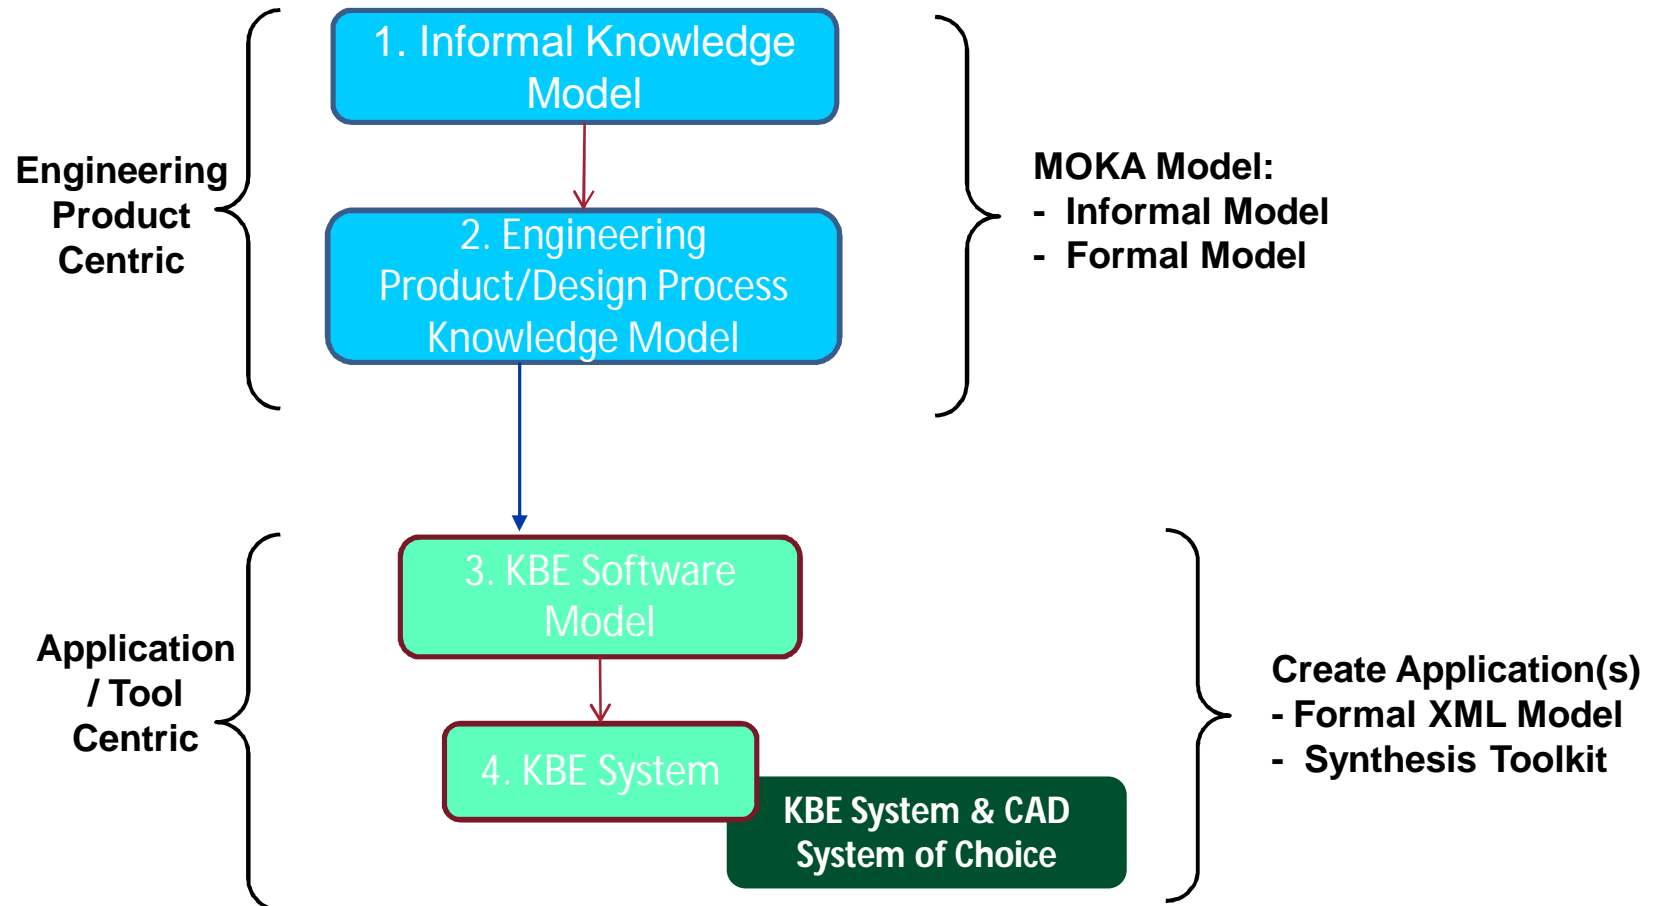 1. Informal Knowledge
Model
Engineering
Product
Centric
2. Engineering
Product/Design Process
Knowledge Model
MOKA Model:
- Informal Model
- Formal Model
3. KBE Software
Model
Application
/ Tool
Centric
4. KBE System
KBE System & CAD
System of Choice
Create Application(s)
- Formal XML Model
- Synthesis Toolkit